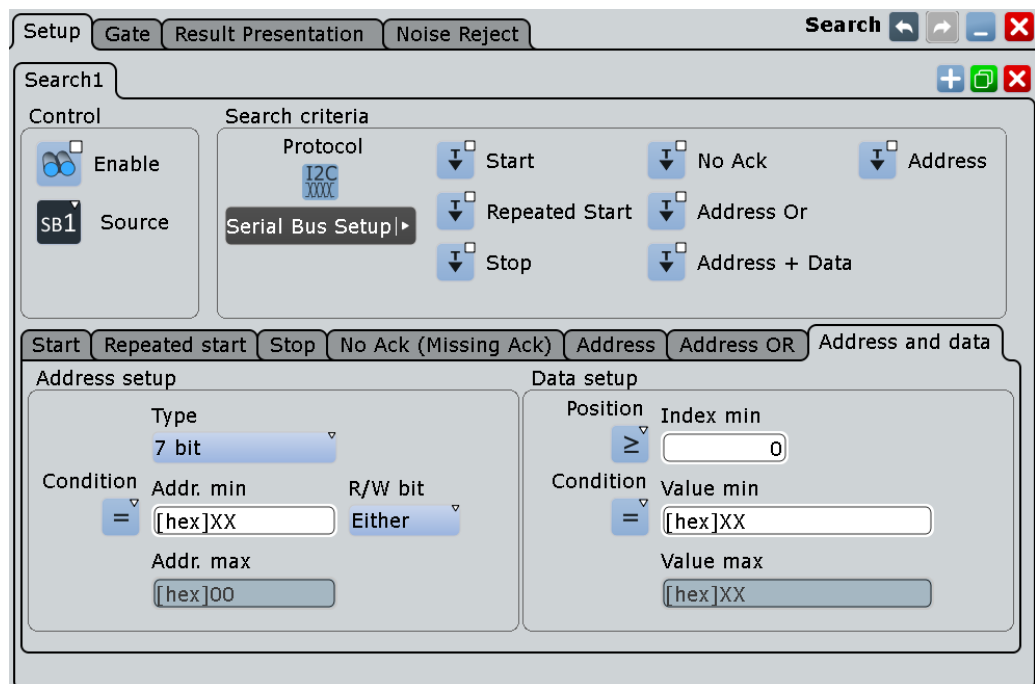 Setup Gate Result Presentation Noise Reject Search
Search1
Control Search criteria
Protocol
I2C
Enable
SB1 Source
Serial Bus Setup
Start No Ack Address
Repeated Start Address Or
Stop Address + Data
Start Repeated start Stop No Ack (Missing Ack) Address Address OR Address and data
Address setup Data setup
Type Position Index min
7 bit ≥ 0
Condition Addr. min R/W bit Condition Value min
= [hex]XX Either = [hex]XX
Addr. max Value max
[hex]00 [hex]XX